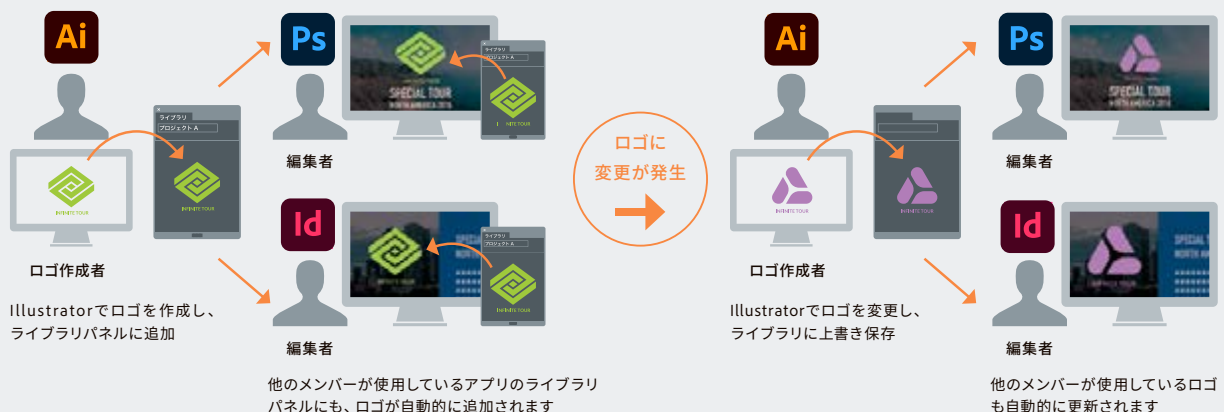 Ai
ライブラリ
プロジェクト A
INFINITE TOUR
INFINITE TOUR
ロゴ作成者
Illustratorでロゴを作成し、
ライブラリパネルに追加
Ps
SPECIAL TOUR
NORTH AMERICA 2016
ライブラリ
プロジェクト A
NITE TOUR
編集者
Id
ライブラリ
プロジェクト A
INFINITE TOUR
編集者
他のメンバーが使用しているアプリのライブラリ
パネルにも、ロゴが自動的に追加されます
ロゴに
変更が発生
Ai
INFINITE TOUR
INFINITE TOUR
ロゴ作成者
Illustratorでロゴを変更し、
ライブラリに上書き保存
Ps
SPECIAL TOUR
NORTH AMERICA 2016
編集者
Id
SPECIAL T
NORTH AM
編集者
他のメンバーが使用しているロゴ
も自動的に更新されます